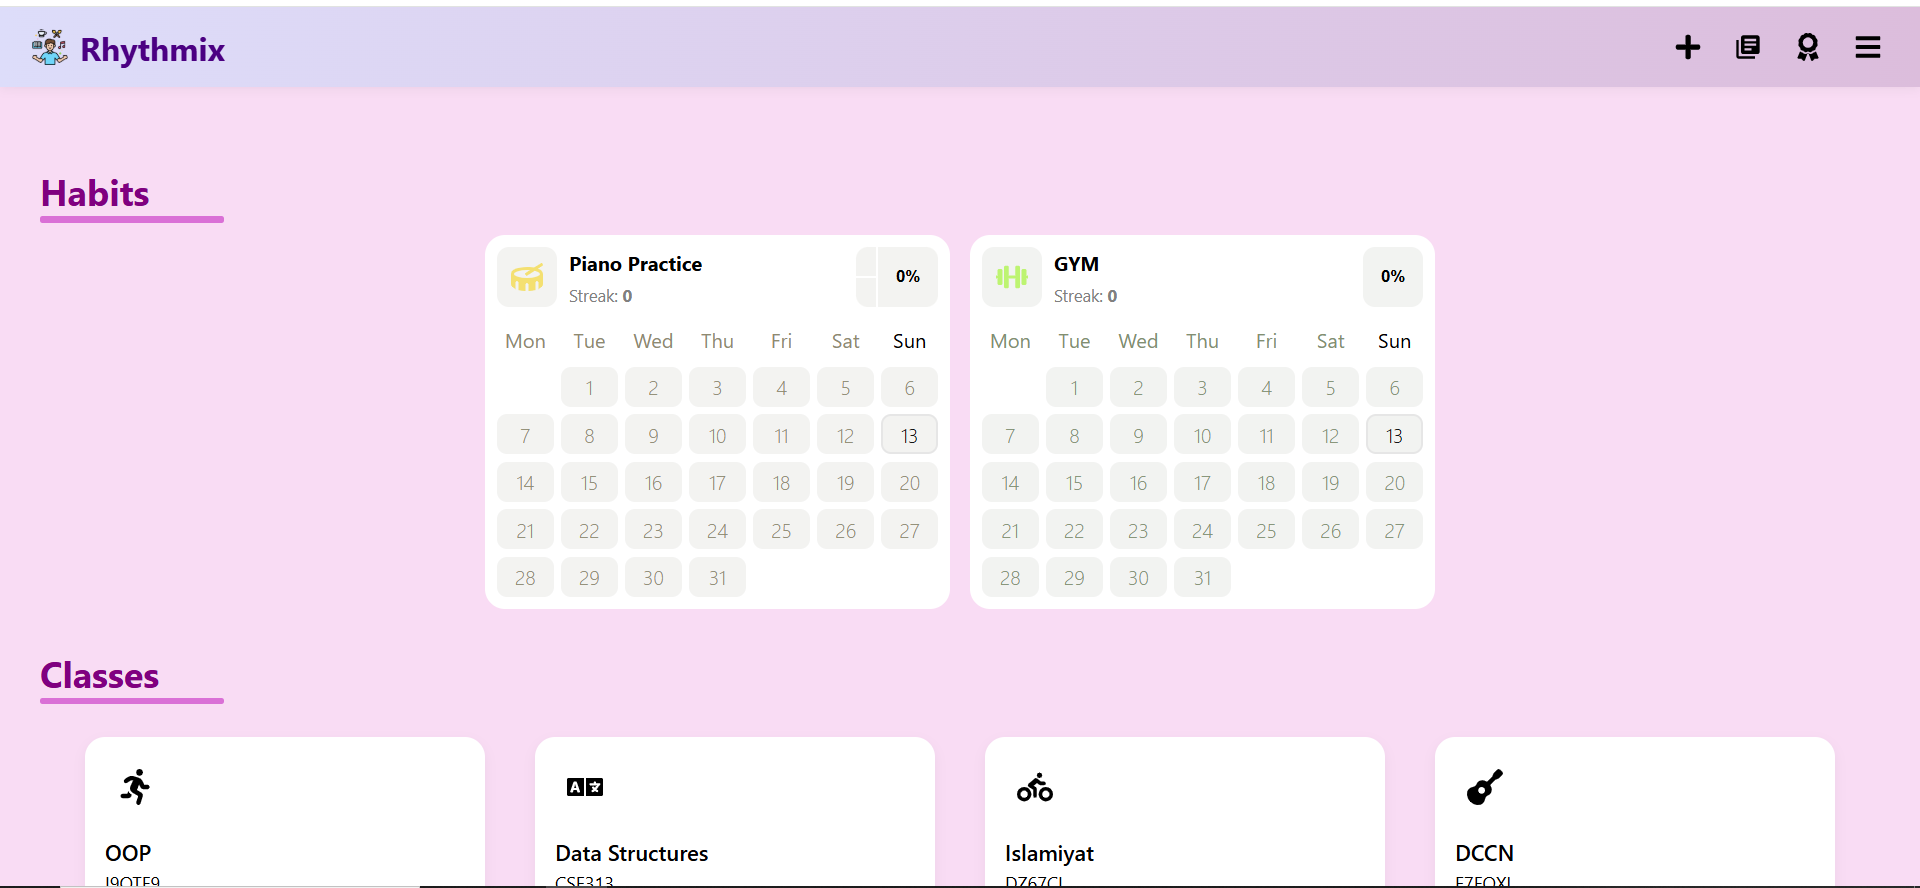 Rhythmix
Habits
Piano Practice
Streak: 0
0%
Mon Tue Wed Thu Fri Sat Sun
1 2 3 4 5 6
7 8 9 10 11 12 13
14 15 16 17 18 19 20
21 22 23 24 25 26 27
28 29 30 31
GYM
Streak: 0
0%
Mon Tue Wed Thu Fri Sat Sun
1 2 3 4 5 6
7 8 9 10 11 12 13
14 15 16 17 18 19 20
21 22 23 24 25 26 27
28 29 30 31
Classes
OOP
Data Structures
CSE313
Islamiyat
DCCN